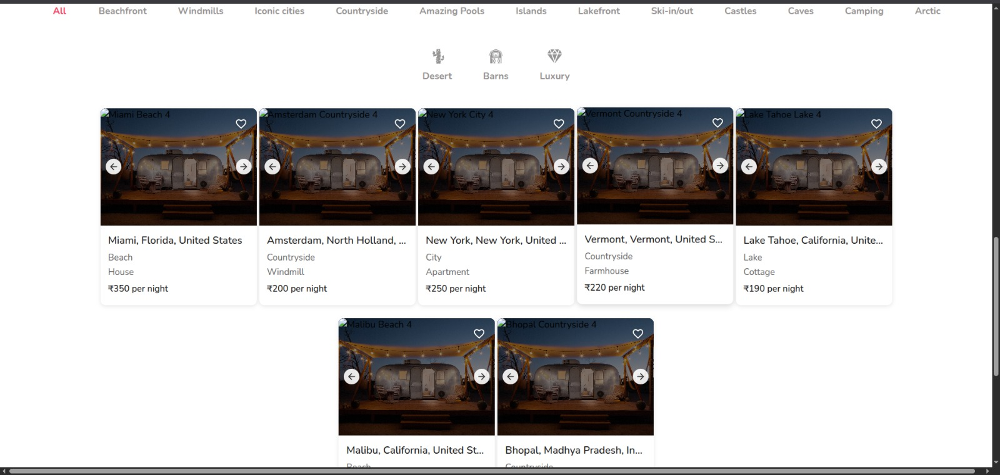 All Beachfront Windmills Iconic cities Countryside Amazing Pools Islands Lakefront Ski-in/out Castles Caves Camping Arctic
Desert Barns Luxury
Miami Beach 4
Miami, Florida, United States
Beach
House
₹350 per night
Amsterdam Countryside 4
Amsterdam, North Holland, ...
Countryside
Windmill
₹200 per night
New York City 4
New York, New York, United ...
City
Apartment
₹250 per night
Vermont Countryside 4
Vermont, Vermont, United S...
Countryside
Farmhouse
₹220 per night
Lake Tahoe Lake 4
Lake Tahoe, California, Unite...
Lake
Cottage
₹190 per night
Malibu Beach 4
Malibu, California, United St...
Beach
Bhopal Countryside 4
Bhopal, Madhya Pradesh, In...
Countryside